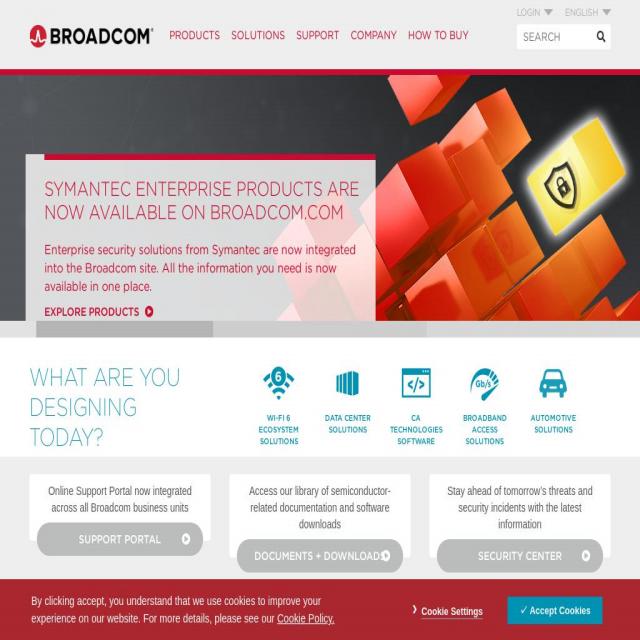 LOGIN ENGLISH
BROADCOM®
PRODUCTS SOLUTIONS SUPPORT COMPANY HOW TO BUY
SEARCH
SYMANTEC ENTERPRISE PRODUCTS ARE
NOW AVAILABLE ON BROADCOM.COM
Enterprise security solutions from Symantec are now integrated
into the Broadcom site. All the information you need is now
available in one place.
EXPLORE PRODUCTS
WHAT ARE YOU
DESIGNING
TODAY?
6
WI-FI 6
ECOSYSTEM
SOLUTIONS
DATA CENTER
SOLUTIONS
</>
CA
TECHNOLOGIES
SOFTWARE
Gb/s
BROADBAND
ACCESS
SOLUTIONS
AUTOMOTIVE
SOLUTIONS
Online Support Portal now integrated
across all Broadcom business units
SUPPORT PORTAL
Access our library of semiconductor-
related documentation and software
downloads
DOCUMENTS + DOWNLOADS
Stay ahead of tomorrow's threats and
security incidents with the latest
information
SECURITY CENTER
By clicking accept, you understand that we use cookies to improve your
experience on our website. For more details, please see our Cookie Policy.
❯ Cookie Settings
✓ Accept Cookies